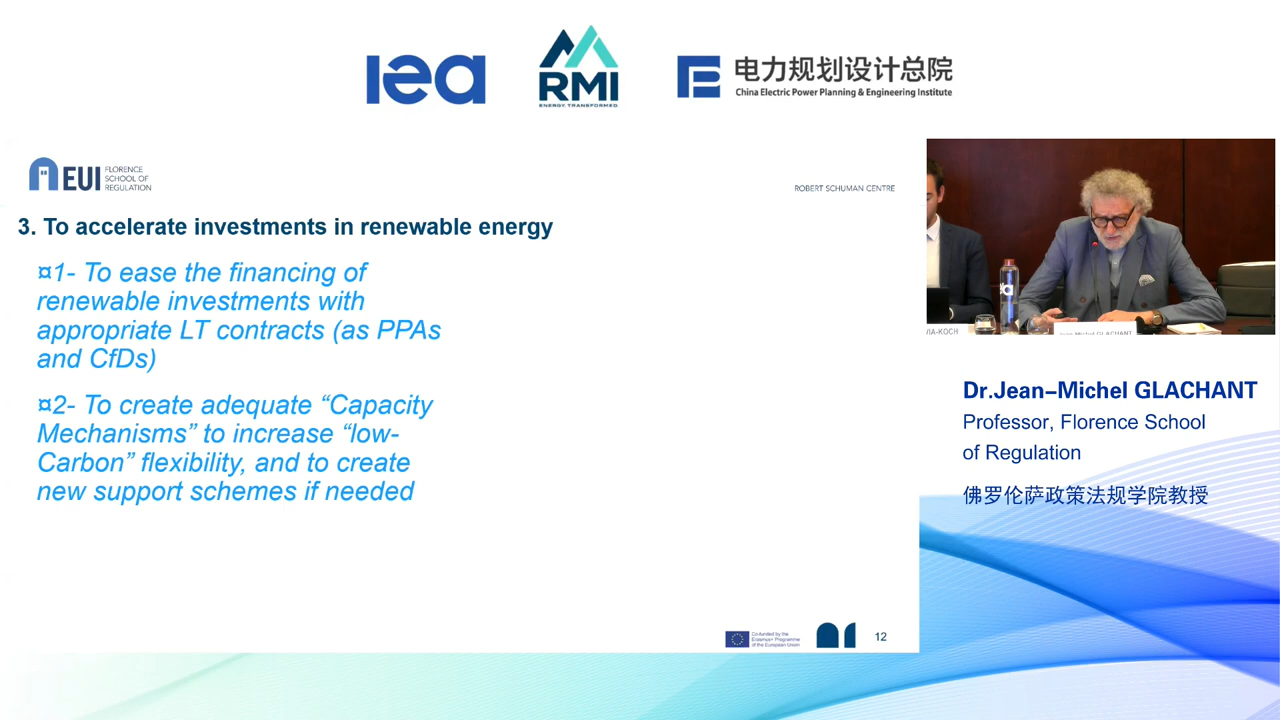 iea
RMI
ENERGY TRANSFORMED
电力规划设计总院
China Electric Power Planning & Engineering Institute
EUI
FLORENCE
SCHOOL OF
REGULATION
ROBERT SCHUMAN CENTRE
3. To accelerate investments in renewable energy
¤1- To ease the financing of
renewable investments with
appropriate LT contracts (as PPAs
and CfDs)
¤2- To create adequate “Capacity
Mechanisms” to increase “low-
Carbon” flexibility, and to create
new support schemes if needed
Co-funded by the
Erasmus+ Programme
of the European Union
12
Jean-Michel GLACHANT
Dr.Jean–Michel GLACHANT
Professor, Florence School
of Regulation
佛罗伦萨政策法规学院教授